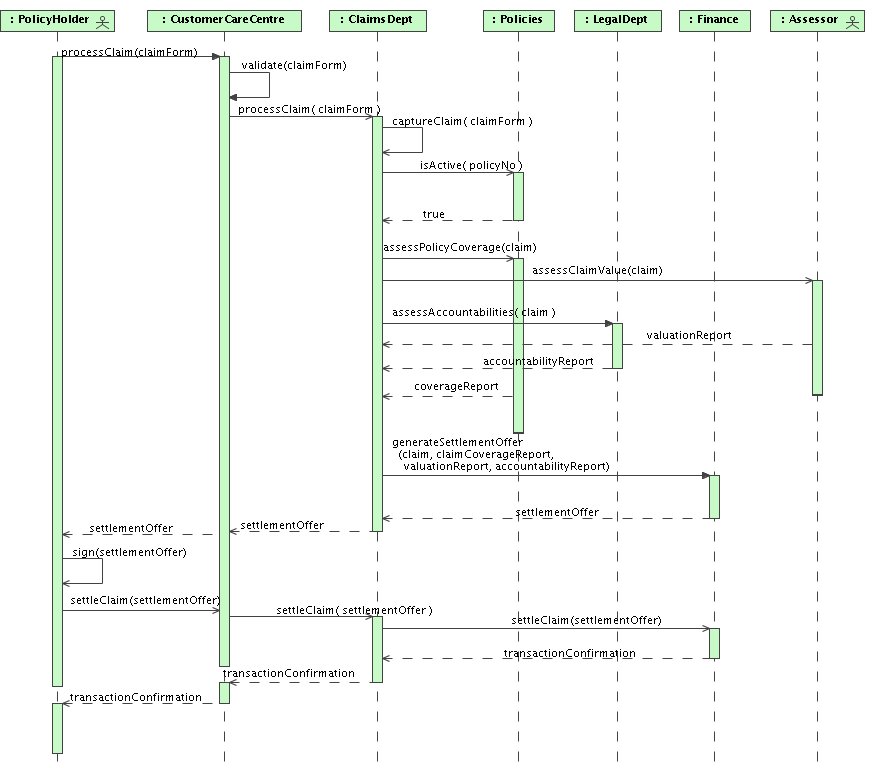 : PolicyHolder
: CustomerCareCentre
: ClaimsDept
: Policies
: LegalDept
: Finance
: Assessor
processClaim(claimForm)
validate(claimForm)
processClaim( claimForm )
captureClaim( claimForm )
isActive( policyNo )
true
assessPolicyCoverage(claim)
assessClaimValue(claim)
assessAccountabilities( claim )
valuationReport
accountabilityReport
coverageReport
generateSettlementOffer
(claim, claimCoverageReport,
valuationReport, accountabilityReport)
settlementOffer
settlementOffer
settlementOffer
sign(settlementOffer)
settleClaim(settlementOffer)
settleClaim( settlementOffer )
settleClaim(settlementOffer)
transactionConfirmation
transactionConfirmation
transactionConfirmation